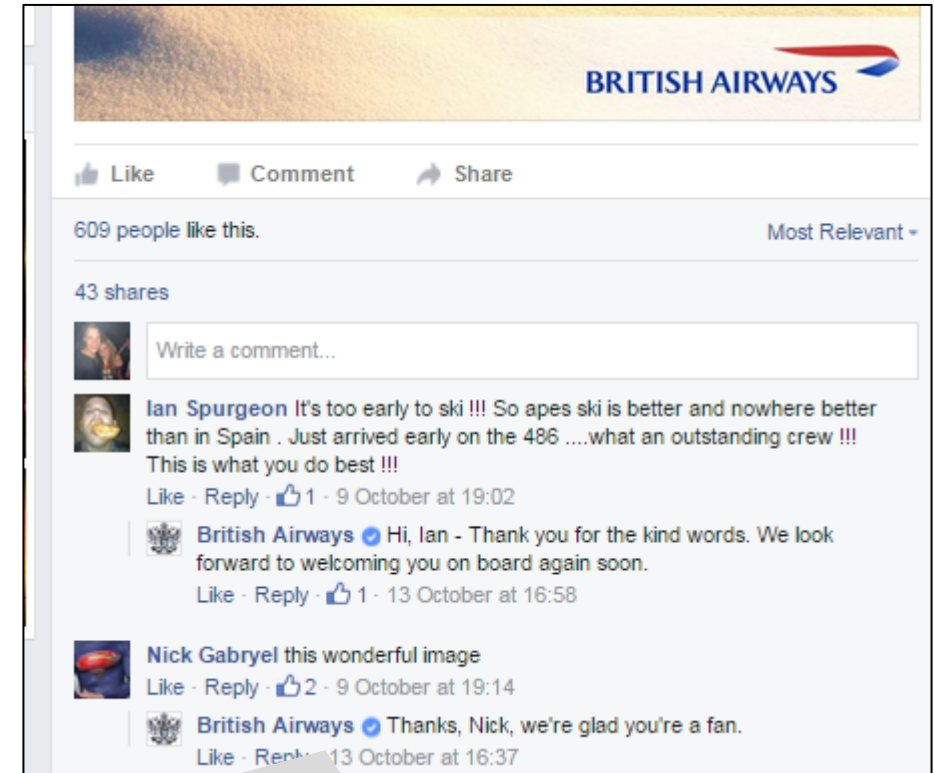 BRITISH AIRWAYS
Like Comment Share
609 people like this. Most Relevant
43 shares
Write a comment...
Ian Spurgeon It's too early to ski !!! So apes ski is better and nowhere better
than in Spain . Just arrived early on the 486 ....what an outstanding crew !!!
This is what you do best !!!
Like · Reply · 1 · 9 October at 19:02
British Airways Hi, Ian - Thank you for the kind words. We look
forward to welcoming you on board again soon.
Like · Reply · 1 · 13 October at 16:58
Nick Gabryel this wonderful image
Like · Reply · 2 · 9 October at 19:14
British Airways Thanks, Nick, we're glad you're a fan.
Like · Reply · 13 October at 16:37